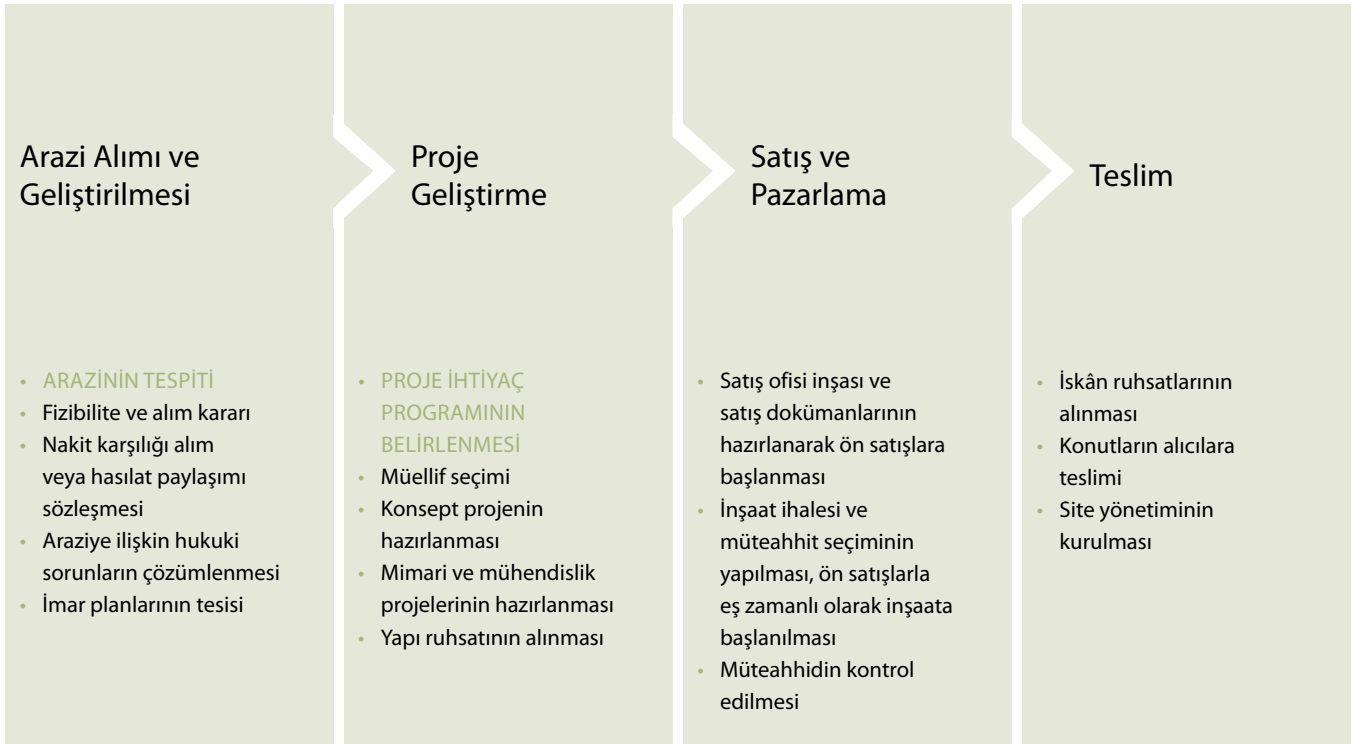 Arazi Alımı ve
Geliştirilmesi
• ARAZİNİN TESPİTİ
• Fizibilite ve alım kararı
• Nakit karşılığı alım
veya hasılat paylaşımı
sözleşmesi
• Araziye ilişkin hukuki
sorunların çözümlenmesi
• İmar planlarının tesisi
Proje
Geliştirme
• PROJE İHTİYAÇ
PROGRAMININ
BELİRLENMESİ
• Müellif seçimi
• Konsept projenin
hazırlanması
• Mimari ve mühendislik
projelerinin hazırlanması
• Yapı ruhsatının alınması
Satış ve
Pazarlama
• Satış ofisi inşası ve
satış dokümanlarının
hazırlanarak ön satışlara
başlanması
• İnşaat ihalesi ve
müteahhit seçiminin
yapılması, ön satışlarla
eş zamanlı olarak inşaata
başlanılması
• Müteahhidin kontrol
edilmesi
Teslim
• İskân ruhsatlarının
alınması
• Konutların alıcılara
teslimi
• Site yönetiminin
kurulması